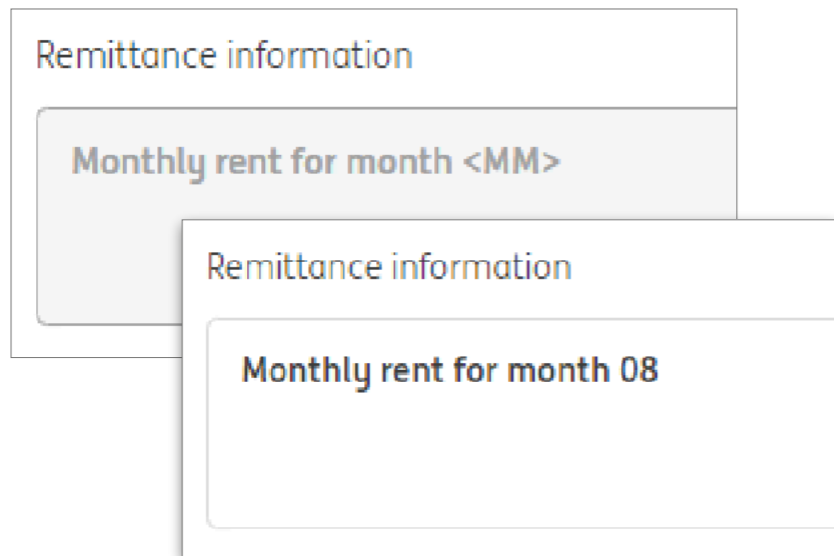 Remittance information
Monthly rent for month <MM>
Remittance information
Monthly rent for month 08